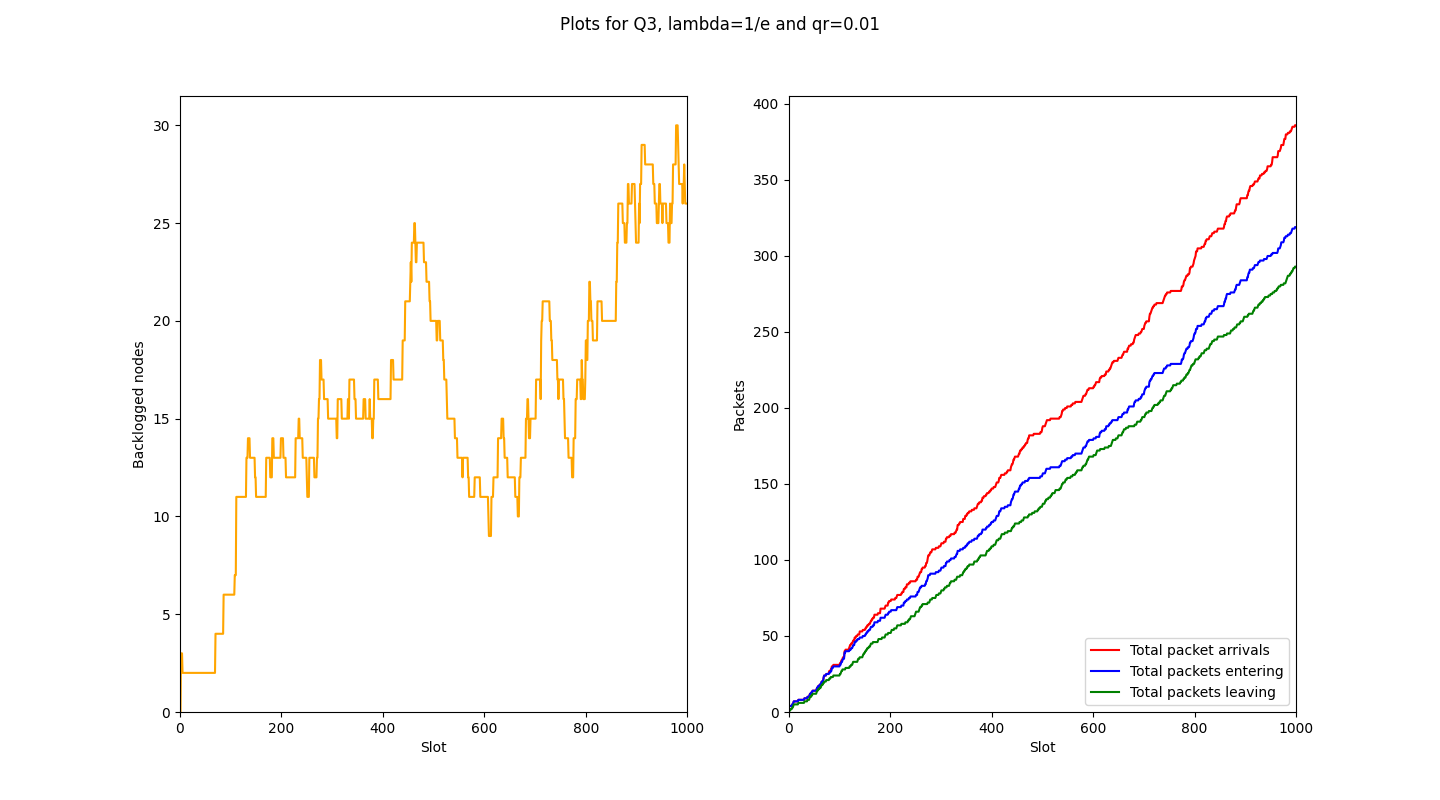 Plots for Q3, lambda=1/e and qr=0.01
30
25
20
15
10
5
0
Backlogged nodes
0 200 400 600 800 1000
Slot
400
350
300
250
200
150
100
50
0
Packets
Total packet arrivals
Total packets entering
Total packets leaving
0 200 400 600 800 1000
Slot